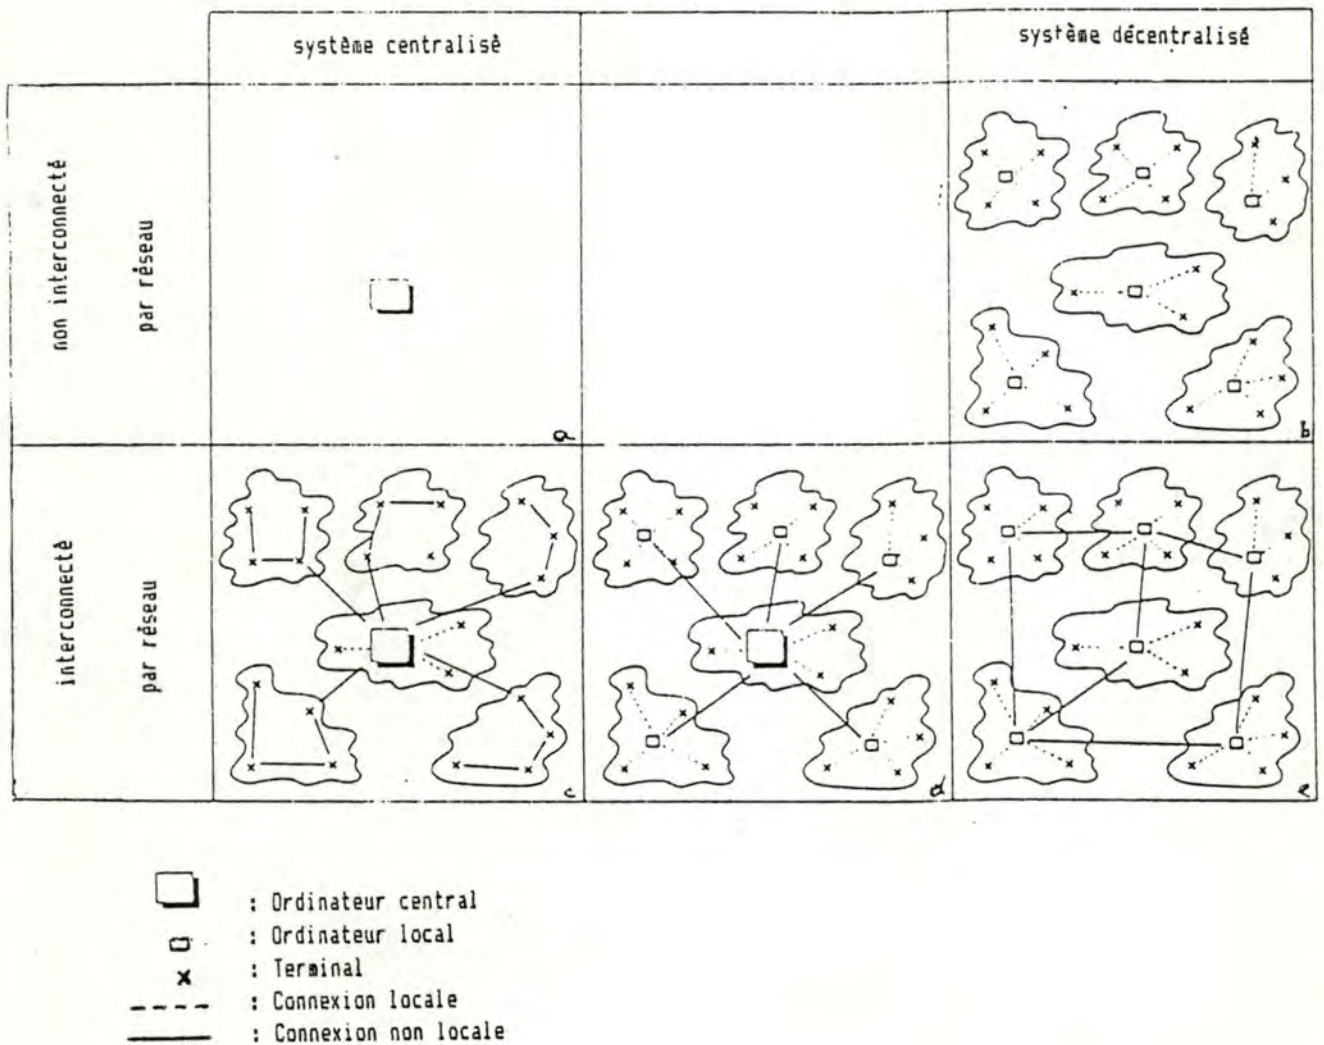 système centralisé
système décentralisé
non interconnecté
par réseau
b
interconnecté
par réseau
c
d
e
: Ordinateur central
: Ordinateur local
: Terminal
: Connexion locale
: Connexion non locale